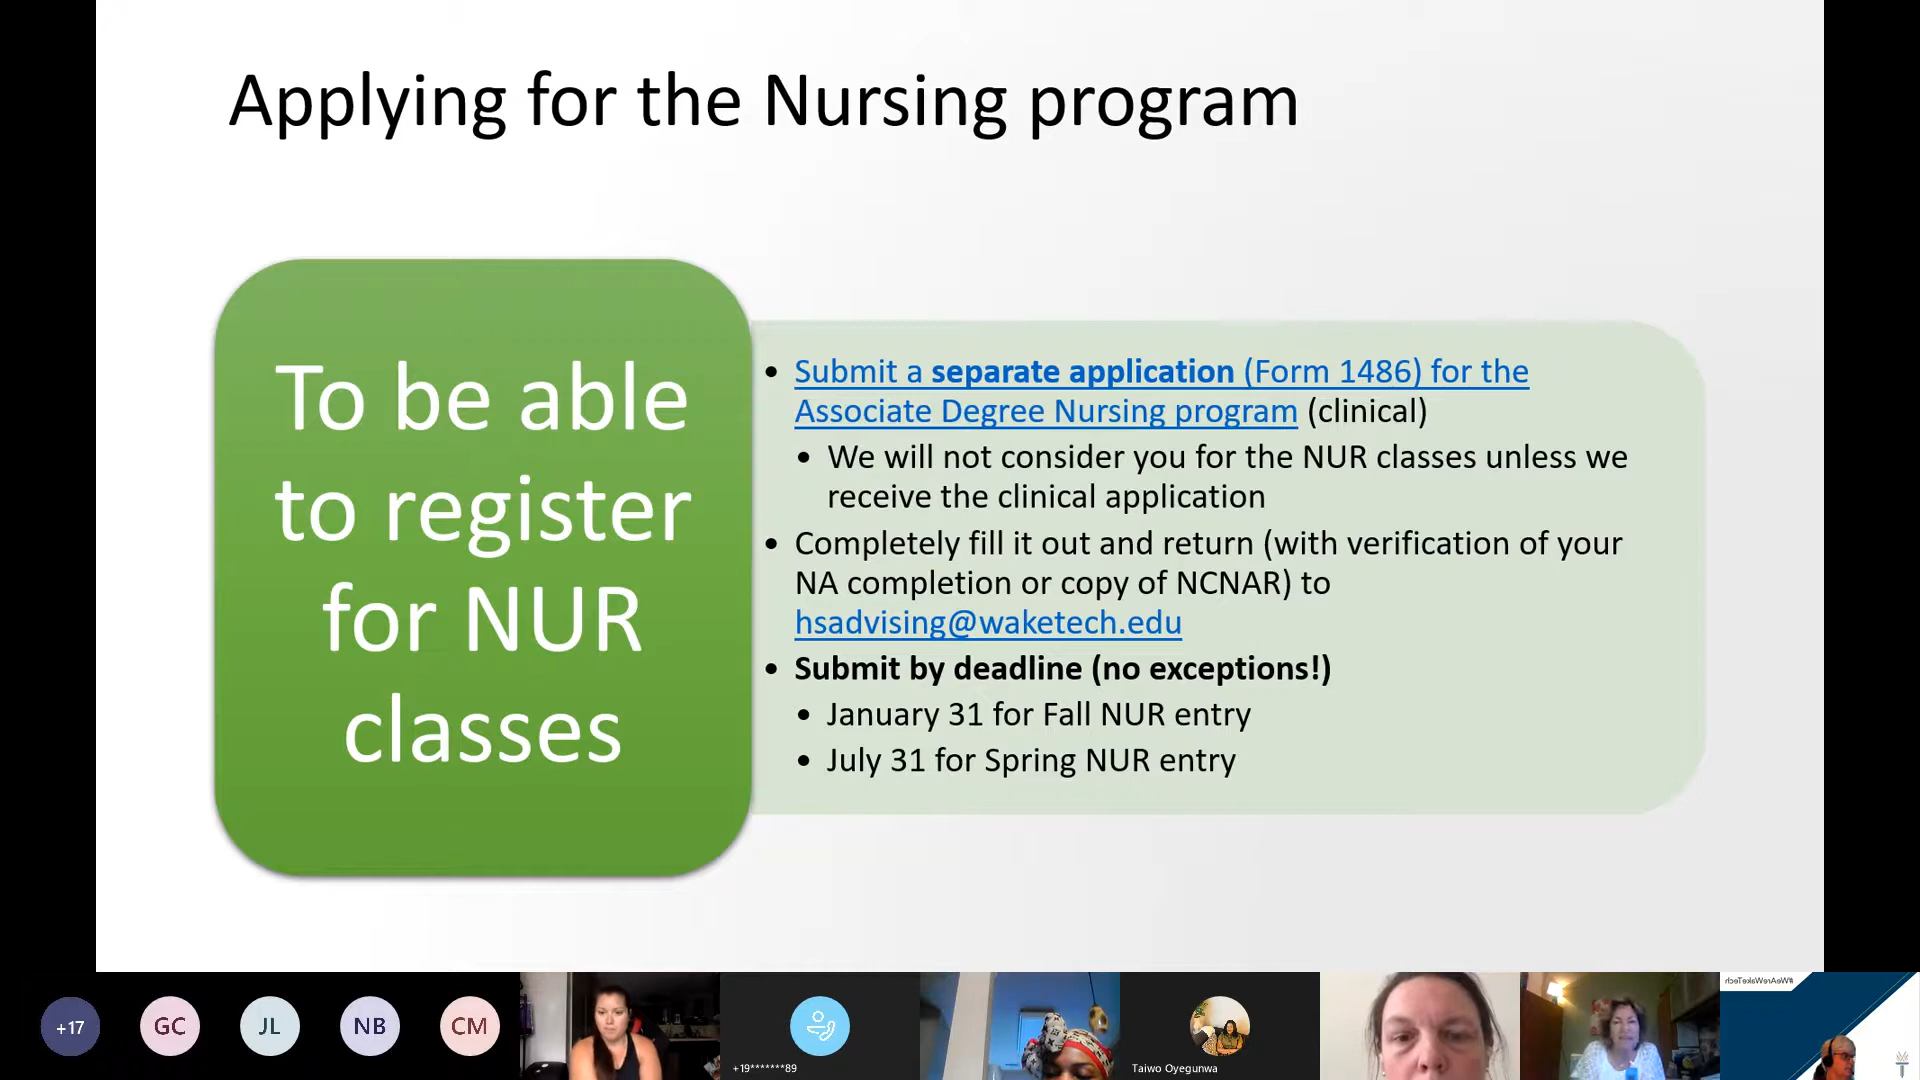 Applying for the Nursing program
To be able
to register
for NUR
classes
• Submit a separate application (Form 1486) for the
Associate Degree Nursing program (clinical)
• We will not consider you for the NUR classes unless we
receive the clinical application
• Completely fill it out and return (with verification of your
NA completion or copy of NCNAR) to
hsadvising@waketech.edu
• Submit by deadline (no exceptions!)
• January 31 for Fall NUR entry
• July 31 for Spring NUR entry
+17
GC
JL
NB
CM
+19*******89
Taiwo Oyegunwa
#WeAreWakeTech